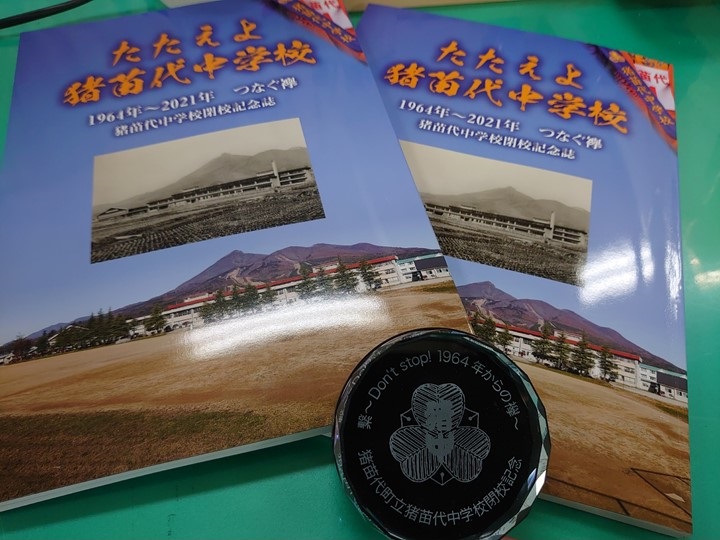 たたえよ
猪苗代中学校
1964年～2021年　つなぐ襷
猪苗代中学校閉校記念誌
たたえよ
猪苗代中学校
1964年～2021年　つなぐ襷
猪苗代中学校閉校記念誌
～Don't stop! 1964年からの襷～
猪苗代町立猪苗代中学校閉校記念